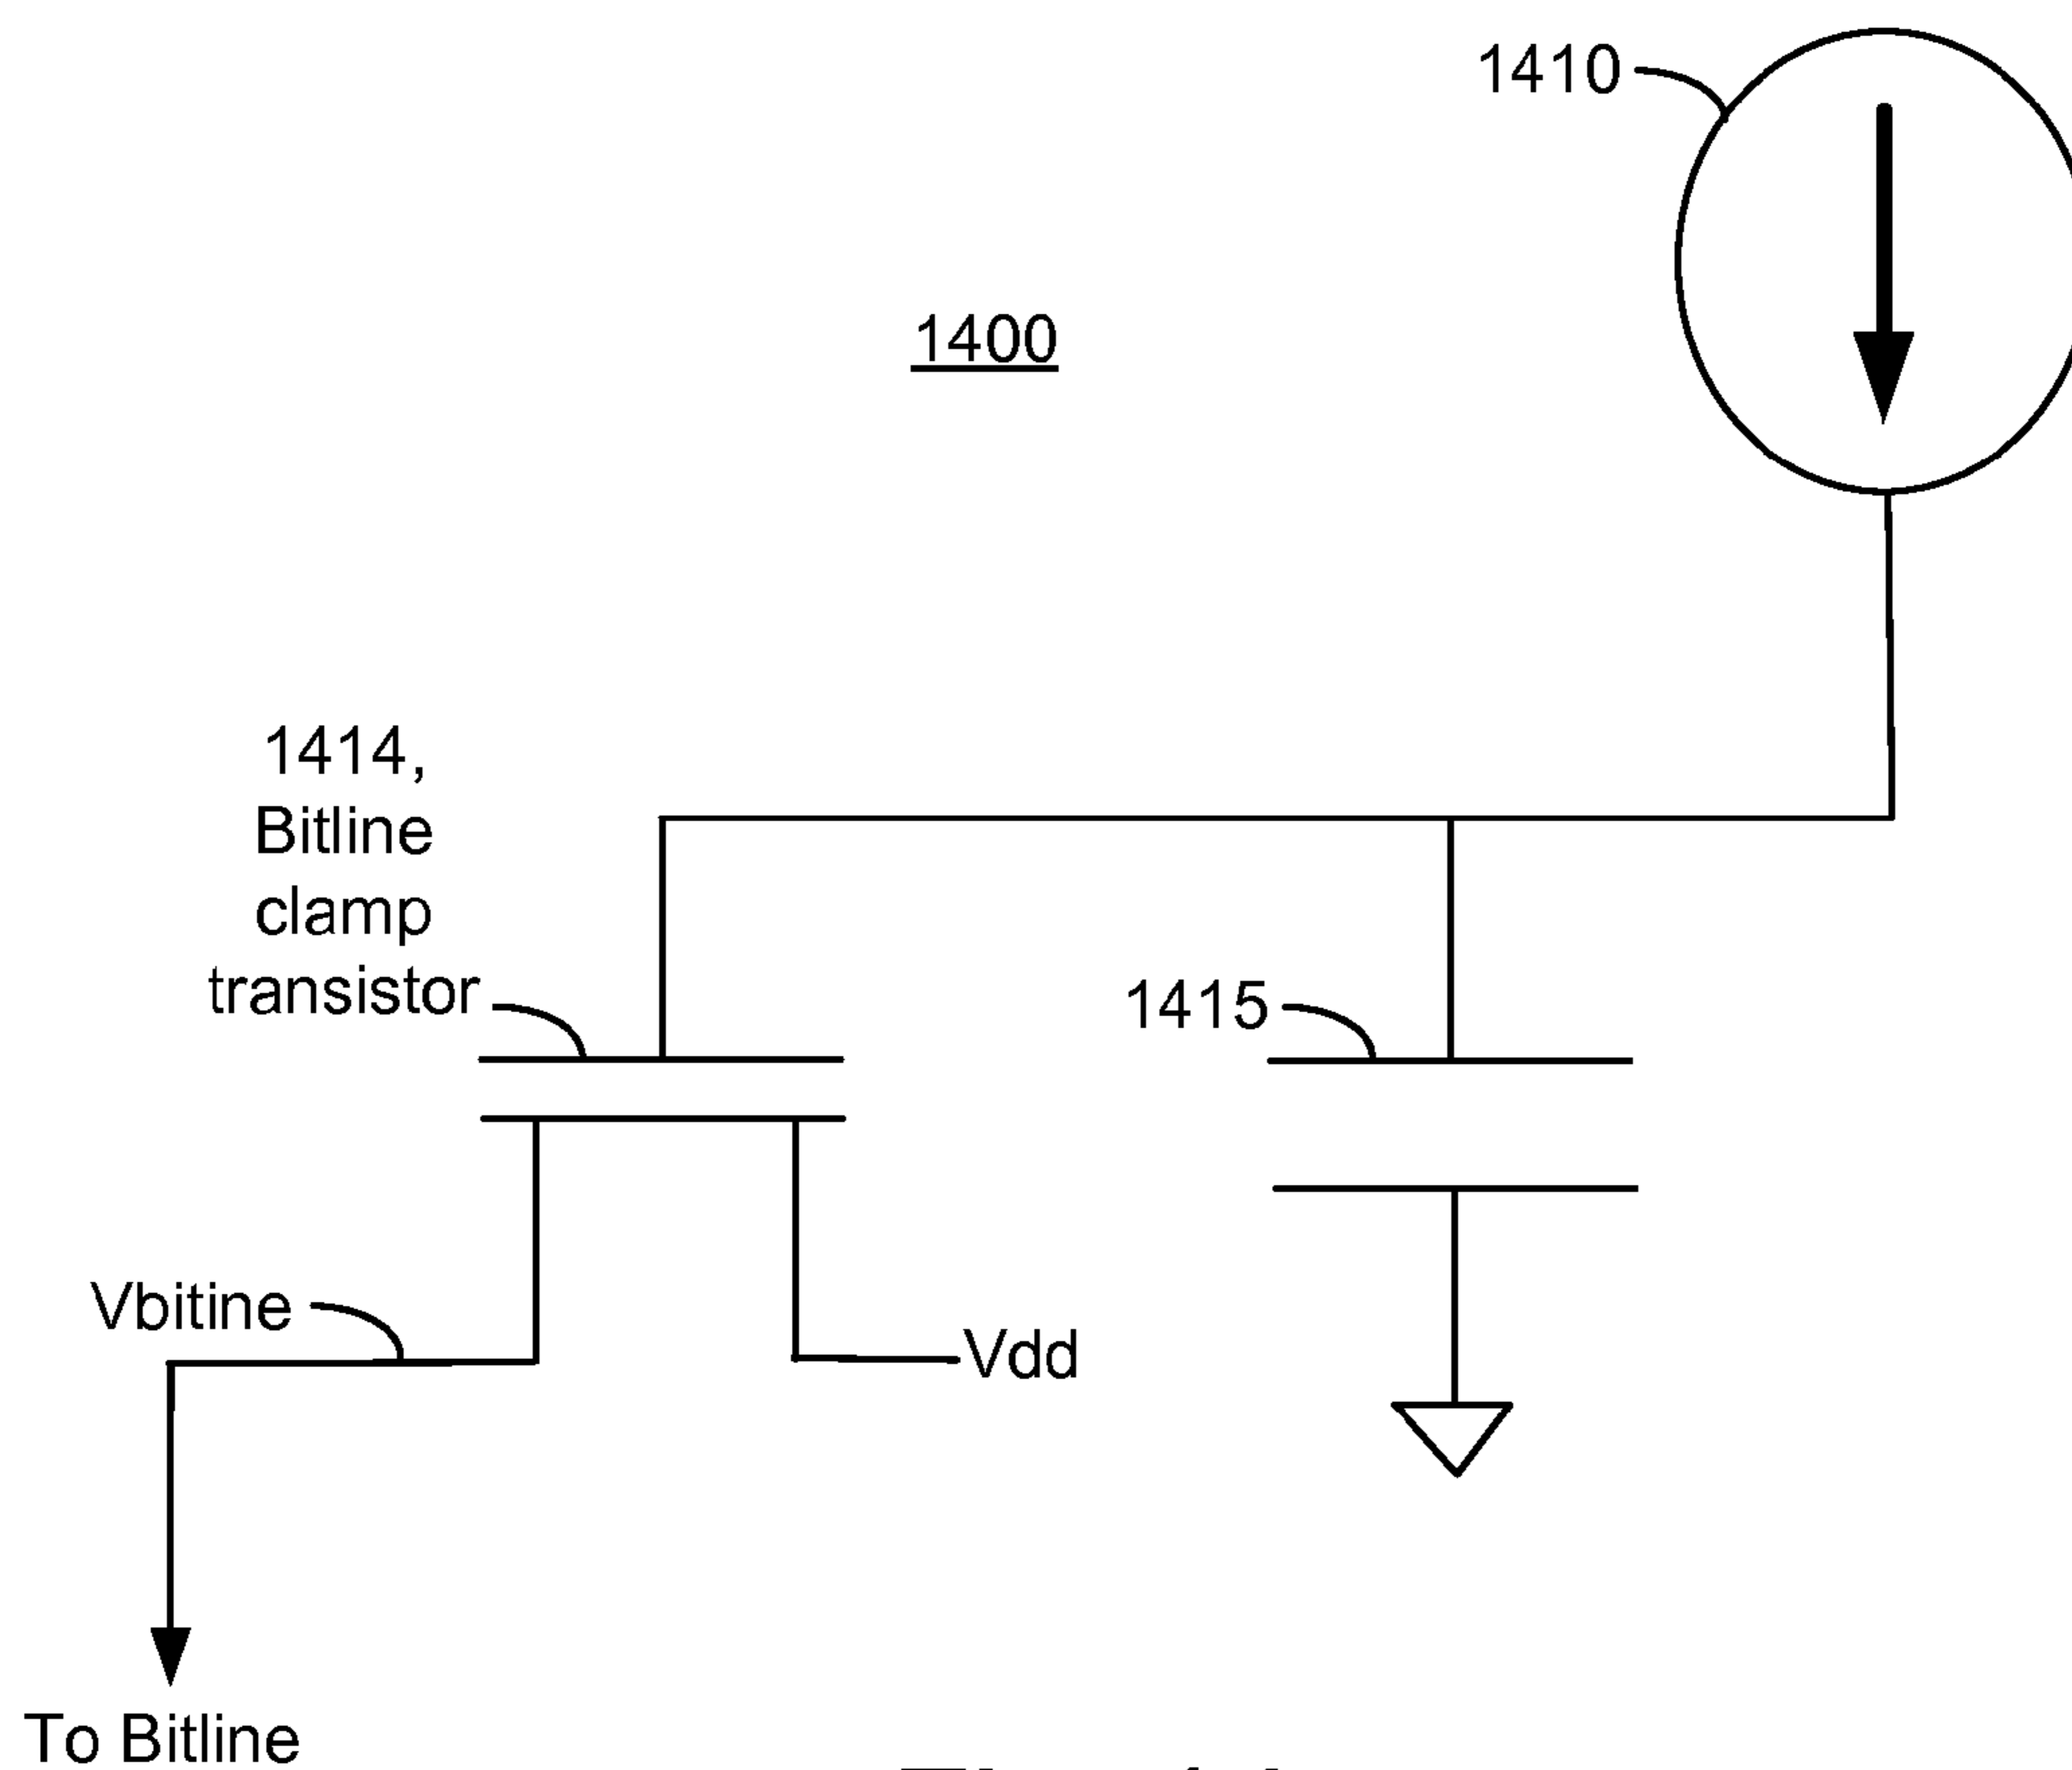 1410
1400
1414,
Bitline
clamp
transistor
1415
Vbitine
Vdd
To Bitline